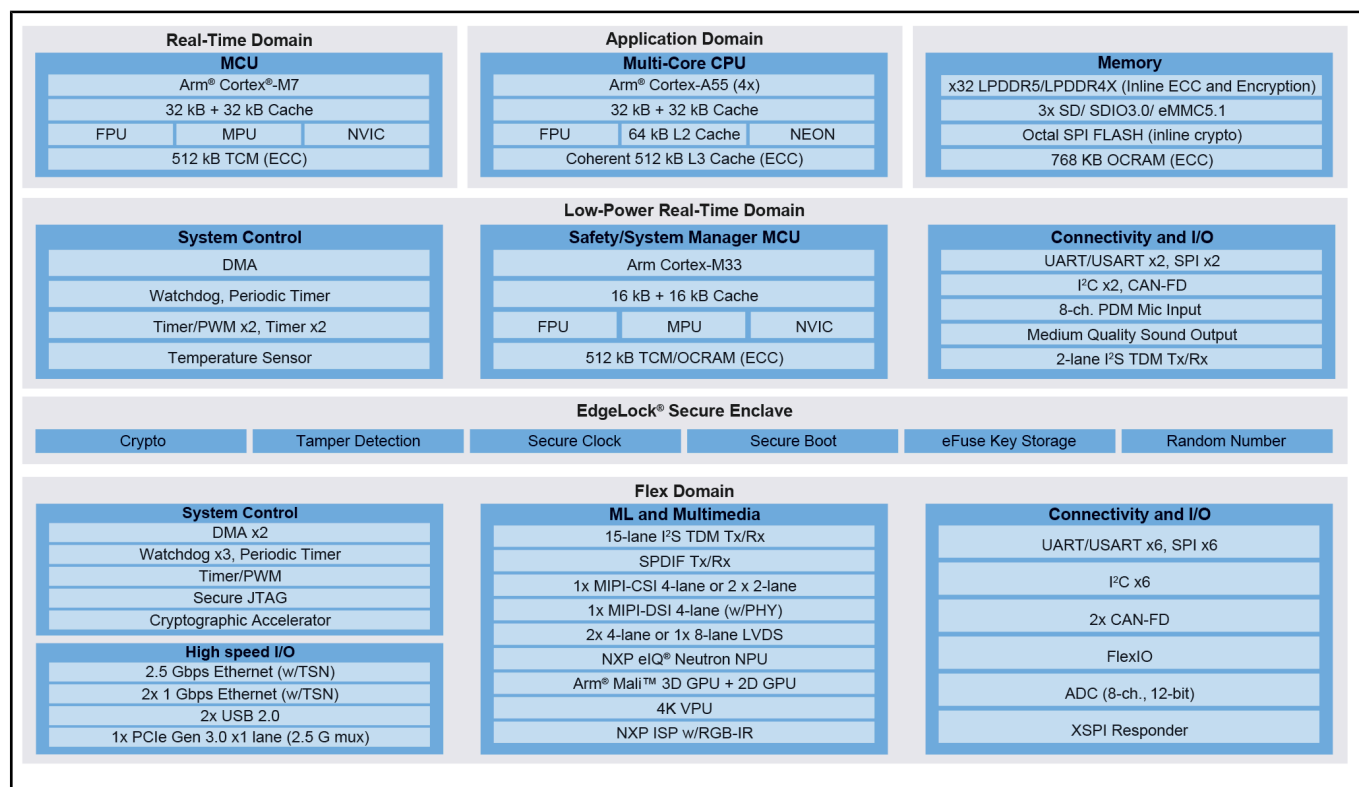 Real-Time Domain
MCU
Arm® Cortex®-M7
32 kB + 32 kB Cache
FPU
MPU
NVIC
512 kB TCM (ECC)
Application Domain
Multi-Core CPU
Arm® Cortex-A55 (4x)
32 kB + 32 kB Cache
FPU
64 kB L2 Cache
NEON
Coherent 512 kB L3 Cache (ECC)
Memory
x32 LPDDR5/LPDDR4X (Inline ECC and Encryption)
3x SD/ SDIO3.0/ eMMC5.1
Octal SPI FLASH (inline crypto)
768 KB OCRAM (ECC)
Low-Power Real-Time Domain
System Control
DMA
Watchdog, Periodic Timer
Timer/PWM x2, Timer x2
Temperature Sensor
Safety/System Manager MCU
Arm Cortex-M33
16 kB + 16 kB Cache
FPU
MPU
NVIC
512 kB TCM/OCRAM (ECC)
Connectivity and I/O
UART/USART x2, SPI x2
I²C x2, CAN-FD
8-ch. PDM Mic Input
Medium Quality Sound Output
2-lane I²S TDM Tx/Rx
EdgeLock® Secure Enclave
Crypto
Tamper Detection
Secure Clock
Secure Boot
eFuse Key Storage
Random Number
Flex Domain
System Control
DMA x2
Watchdog x3, Periodic Timer
Timer/PWM
Secure JTAG
Cryptographic Accelerator
High speed I/O
2.5 Gbps Ethernet (w/TSN)
2x 1 Gbps Ethernet (w/TSN)
2x USB 2.0
1x PCIe Gen 3.0 x1 lane (2.5 G mux)
ML and Multimedia
15-lane I²S TDM Tx/Rx
SPDIF Tx/Rx
1x MIPI-CSI 4-lane or 2 x 2-lane
1x MIPI-DSI 4-lane (w/PHY)
2x 4-lane or 1x 8-lane LVDS
NXP eIQ® Neutron NPU
Arm® Mali™ 3D GPU + 2D GPU
4K VPU
NXP ISP w/RGB-IR
Connectivity and I/O
UART/USART x6, SPI x6
I²C x6
2x CAN-FD
FlexIO
ADC (8-ch., 12-bit)
XSPI Responder